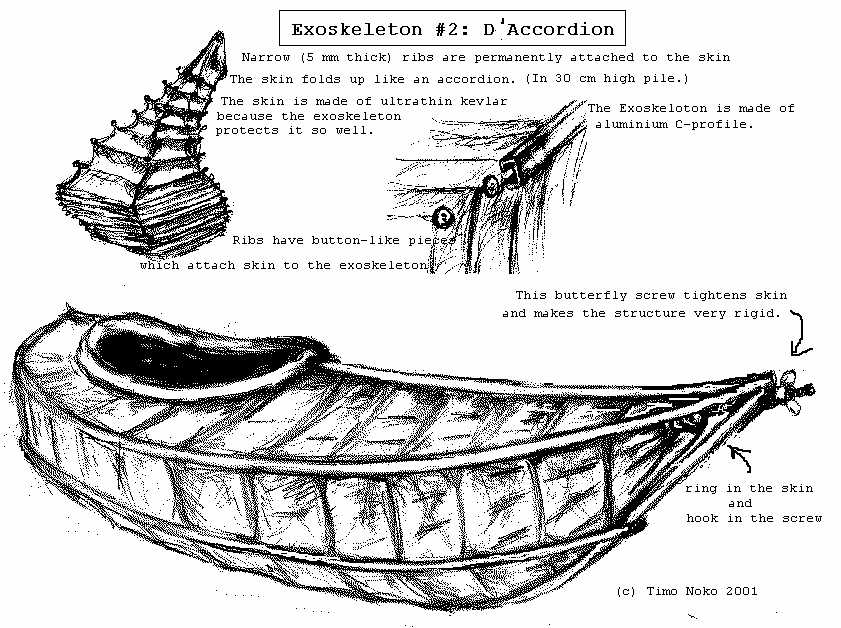 Exoskeleton #2: D'Accordion
Narrow (5 mm thick) ribs are permanently attached to the skin
The skin folds up like an accordion. (In 30 cm high pile.)
The skin is made of ultrathin kevlar
because the exoskeleton
protects it so well.
The Exoskeloton is made of
aluminium C-profile.
Ribs have button-like pieces
which attach skin to the exoskeleton
This butterfly screw tightens skin
and makes the structure very rigid.
ring in the skin
and
hook in the screw
(c) Timo Noko 2001